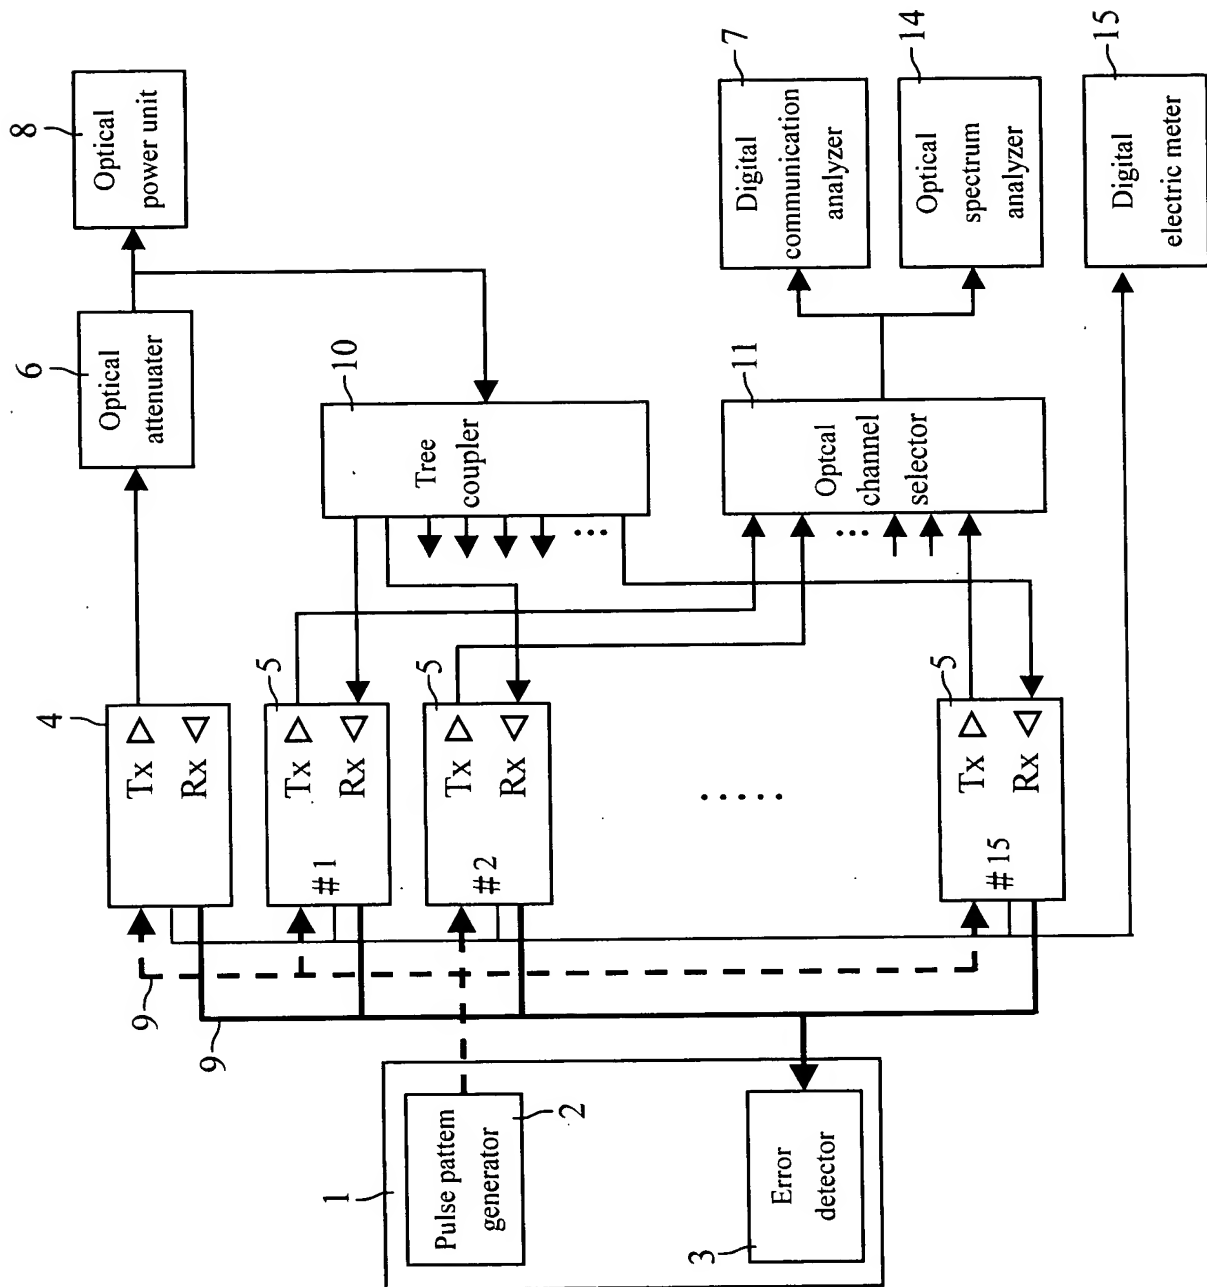 8
Optical
power unit
6
Optical
attenuater
4
Tx
Rx
10
Tree
coupler
...
5
Tx
Rx
#1
5
Tx
Rx
#2
.....
5
Tx
Rx
#15
7
Digital
communication
analyzer
14
Optical
spectrum
analyzer
15
Digital
electric meter
11
Optcal
channel
selector
...
9
9
1
Pulse pattem
generator
2
Error
detector
3